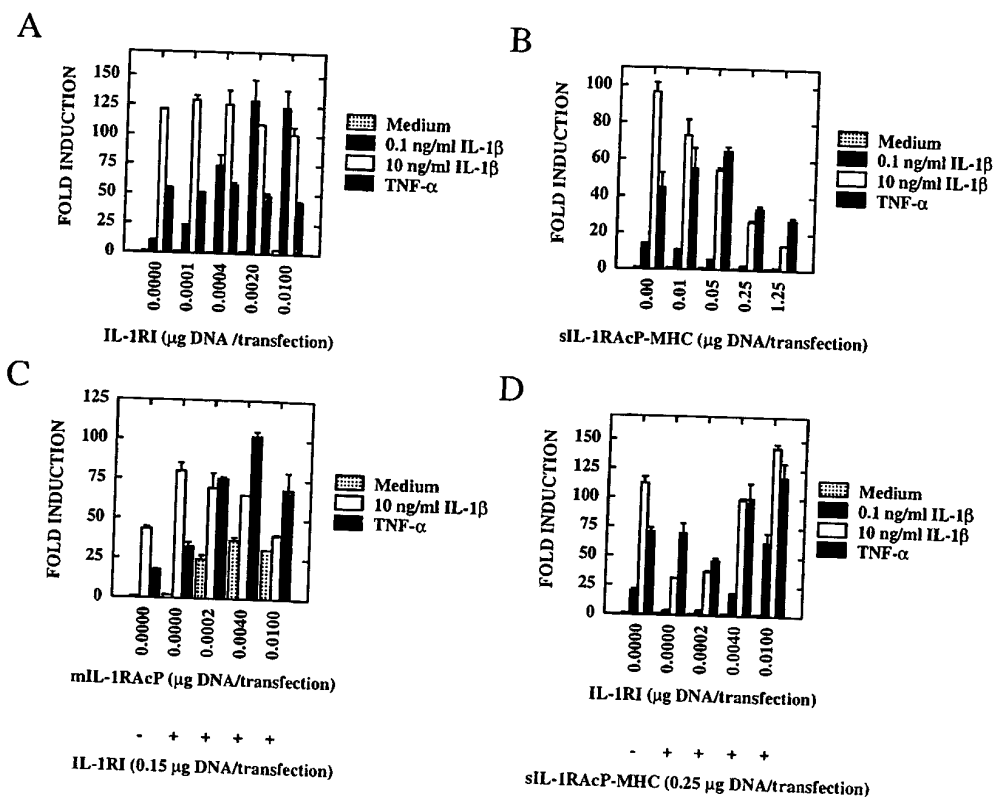 A
FOLD INDUCTION
150
125
100
75
50
25
0
0.0000
0.0001
0.0004
0.0020
0.0100
IL-1RI (µg DNA /transfection)
Medium
0.1 ng/ml IL-1β
10 ng/ml IL-1β
TNF-α
B
FOLD INDUCTION
100
80
60
40
20
0
0.00
0.01
0.05
0.25
1.25
sIL-1RAcP-MHC (µg DNA/transfection)
Medium
0.1 ng/ml IL-1β
10 ng/ml IL-1β
TNF-α
C
FOLD INDUCTION
125
100
75
50
25
0
0.0000
0.0000
0.0002
0.0040
0.0100
mIL-1RAcP (µg DNA/transfection)
- + + + +
IL-1RI (0.15 µg DNA/transfection)
Medium
10 ng/ml IL-1β
TNF-α
D
FOLD INDUCTION
150
125
100
75
50
25
0
0.0000
0.0000
0.0002
0.0040
0.0100
IL-1RI (µg DNA/transfection)
- + + + +
sIL-1RAcP-MHC (0.25 µg DNA/transfection)
Medium
0.1 ng/ml IL-1β
10 ng/ml IL-1β
TNF-α